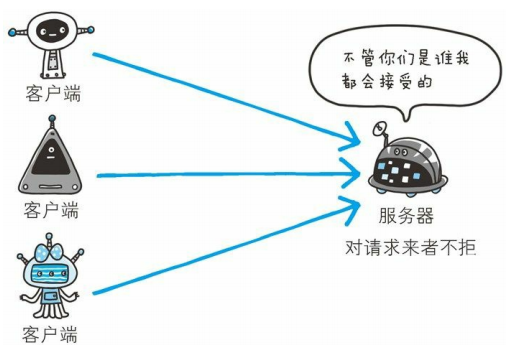 不管你们是谁我
都会接受的
客户端
客户端
客户端
服务器
对请求来者不拒